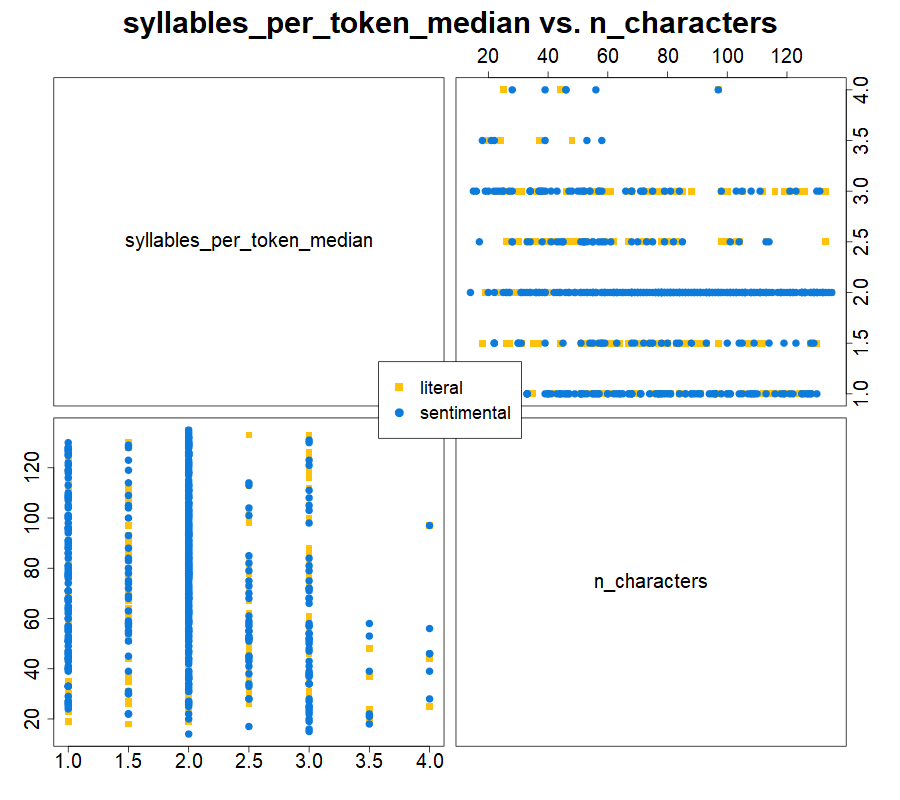 syllables_per_token_median vs. n_characters
20 40 60 80 100 120
syllables_per_token_median
4.0
3.5
3.0
2.5
2.0
1.5
1.0
literal
sentimental
120
100
80
60
40
20
n_characters
1.0 1.5 2.0 2.5 3.0 3.5 4.0